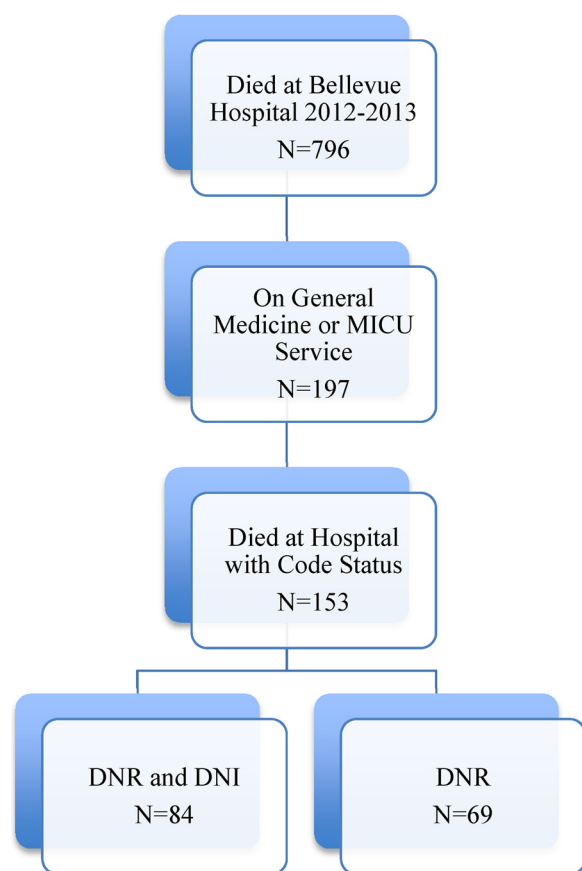 Died at Bellevue
Hospital 2012-2013
N=796
On General
Medicine or MICU
Service
N=197
Died at Hospital
with Code Status
N=153
DNR and DNI
N=84
DNR
N=69